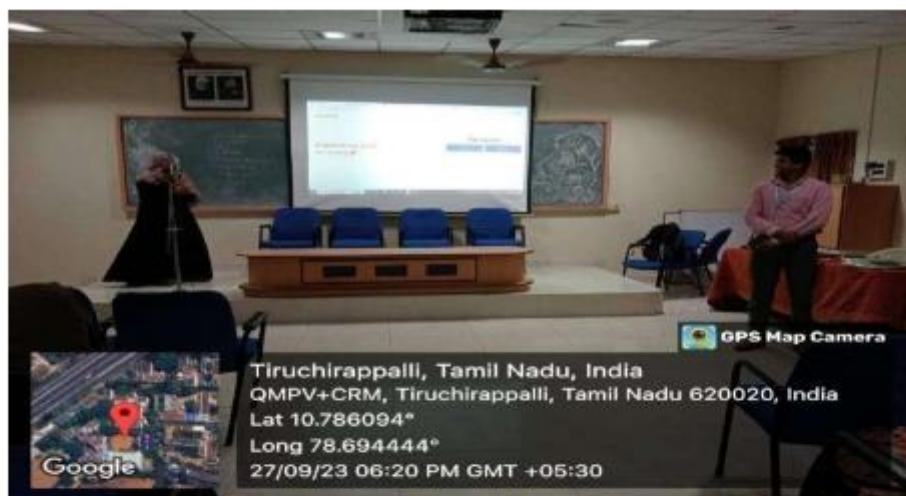 GPS Map Camera
Tiruchirappalli, Tamil Nadu, India
QMPV+CRM, Tiruchirappalli, Tamil Nadu 620020, India
Lat 10.786094°
Long 78.694444°
27/09/23 06:20 PM GMT +05:30
Google